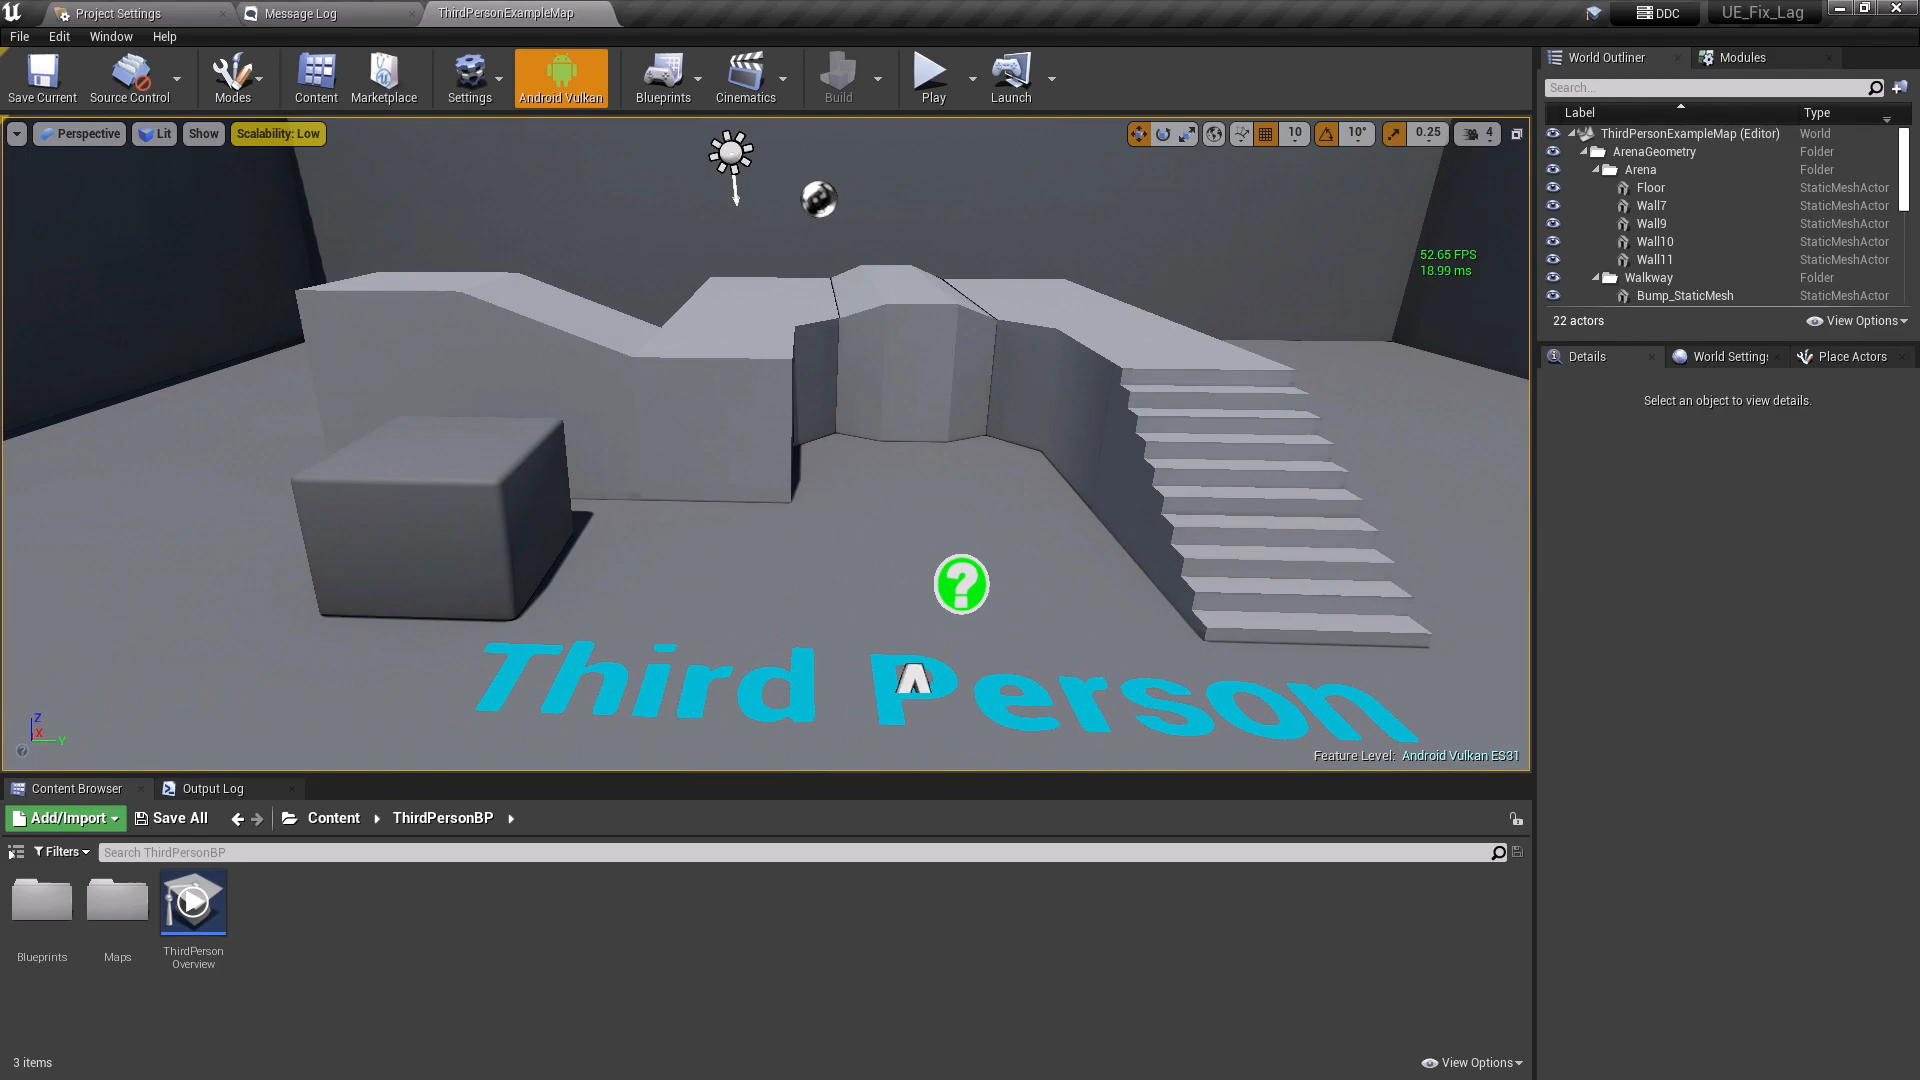 Project Settings
Message Log
ThirdPersonExampleMap
DDC
UE_Fix_Lag
File Edit Window Help
Save Current
Source Control
Modes
Content
Marketplace
Settings
Android Vulkan
Blueprints
Cinematics
Build
Play
Launch
Perspective
Lit
Show
Scalability: Low
10
10°
0.25
4
52.65 FPS
18.99 ms
Third Person
Z
X
Y
Feature Level: Android Vulkan ES31
World Outliner
Modules
Search...
Label Type
ThirdPersonExampleMap (Editor) World
ArenaGeometry Folder
Arena Folder
Floor StaticMeshActor
Wall7 StaticMeshActor
Wall9 StaticMeshActor
Wall10 StaticMeshActor
Wall11 StaticMeshActor
Walkway Folder
Bump_StaticMesh StaticMeshActor
22 actors
View Options
Details
World Settings
Place Actors
Select an object to view details.
Content Browser
Output Log
Add/Import
Save All
Content
ThirdPersonBP
Filters
Search ThirdPersonBP
Blueprints
Maps
ThirdPerson
Overview
3 items
View Options